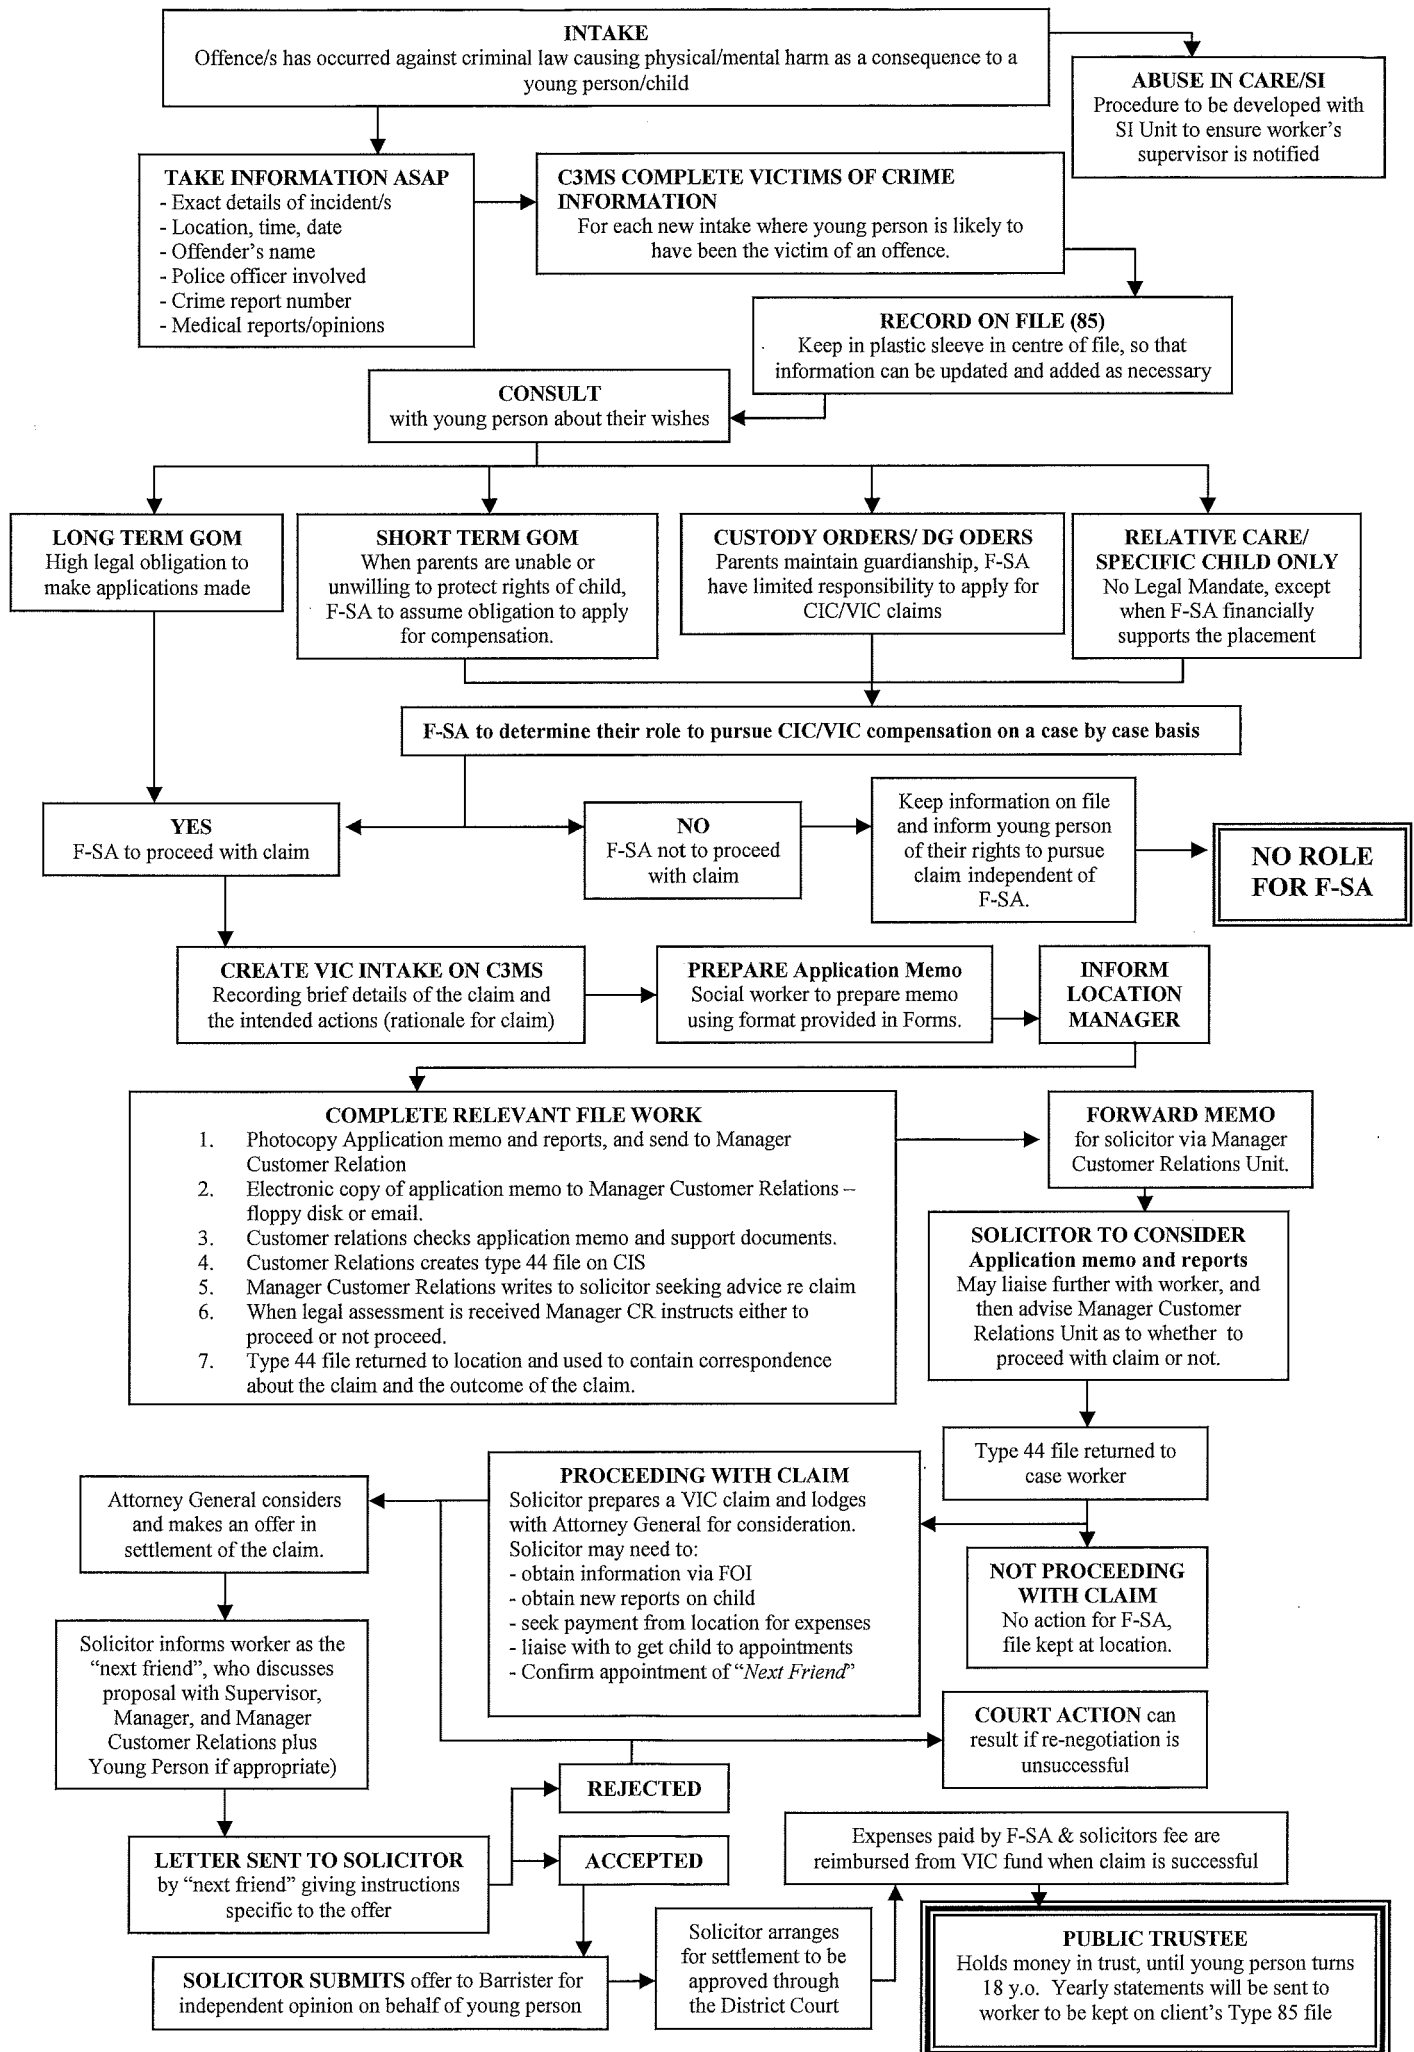 INTAKE
Offence/s has occurred against criminal law causing physical/mental harm as a consequence to a
young person/child
ABUSE IN CARE/SI
Procedure to be developed with
SI Unit to ensure worker's
supervisor is notified
TAKE INFORMATION ASAP
- Exact details of incident/s
- Location, time, date
- Offender's name
- Police officer involved
- Crime report number
- Medical reports/opinions
C3MS COMPLETE VICTIMS OF CRIME
INFORMATION
For each new intake where young person is likely to
have been the victim of an offence.
RECORD ON FILE (85)
Keep in plastic sleeve in centre of file, so that
information can be updated and added as necessary
CONSULT
with young person about their wishes
LONG TERM GOM
High legal obligation to
make applications made
SHORT TERM GOM
When parents are unable or
unwilling to protect rights of child,
F-SA to assume obligation to apply
for compensation.
CUSTODY ORDERS/ DG ODERS
Parents maintain guardianship, F-SA
have limited responsibility to apply for
CIC/VIC claims
RELATIVE CARE/
SPECIFIC CHILD ONLY
No Legal Mandate, except
when F-SA financially
supports the placement
F-SA to determine their role to pursue CIC/VIC compensation on a case by case basis
YES
F-SA to proceed with claim
NO
F-SA not to proceed
with claim
Keep information on file
and inform young person
of their rights to pursue
claim independent of
F-SA.
NO ROLE
FOR F-SA
CREATE VIC INTAKE ON C3MS
Recording brief details of the claim and
the intended actions (rationale for claim)
PREPARE Application Memo
Social worker to prepare memo
using format provided in Forms.
INFORM
LOCATION
MANAGER
COMPLETE RELEVANT FILE WORK
1. Photocopy Application memo and reports, and send to Manager
Customer Relation
2. Electronic copy of application memo to Manager Customer Relations –
floppy disk or email.
3. Customer relations checks application memo and support documents.
4. Customer Relations creates type 44 file on CIS
5. Manager Customer Relations writes to solicitor seeking advice re claim
6. When legal assessment is received Manager CR instructs either to
proceed or not proceed.
7. Type 44 file returned to location and used to contain correspondence
about the claim and the outcome of the claim.
FORWARD MEMO
for solicitor via Manager
Customer Relations Unit.
SOLICITOR TO CONSIDER
Application memo and reports
May liaise further with worker, and
then advise Manager Customer
Relations Unit as to whether to
proceed with claim or not.
Type 44 file returned to
case worker
PROCEEDING WITH CLAIM
Solicitor prepares a VIC claim and lodges
with Attorney General for consideration.
Solicitor may need to:
- obtain information via FOI
- obtain new reports on child
- seek payment from location for expenses
- liaise with to get child to appointments
- Confirm appointment of "Next Friend"
NOT PROCEEDING
WITH CLAIM
No action for F-SA,
file kept at location.
Attorney General considers
and makes an offer in
settlement of the claim.
Solicitor informs worker as the
"next friend", who discusses
proposal with Supervisor,
Manager, and Manager
Customer Relations plus
Young Person if appropriate)
COURT ACTION can
result if re-negotiation is
unsuccessful
REJECTED
LETTER SENT TO SOLICITOR
by "next friend" giving instructions
specific to the offer
ACCEPTED
Expenses paid by F-SA & solicitors fee are
reimbursed from VIC fund when claim is successful
SOLICITOR SUBMITS offer to Barrister for
independent opinion on behalf of young person
Solicitor arranges
for settlement to be
approved through
the District Court
PUBLIC TRUSTEE
Holds money in trust, until young person turns
18 y.o. Yearly statements will be sent to
worker to be kept on client's Type 85 file